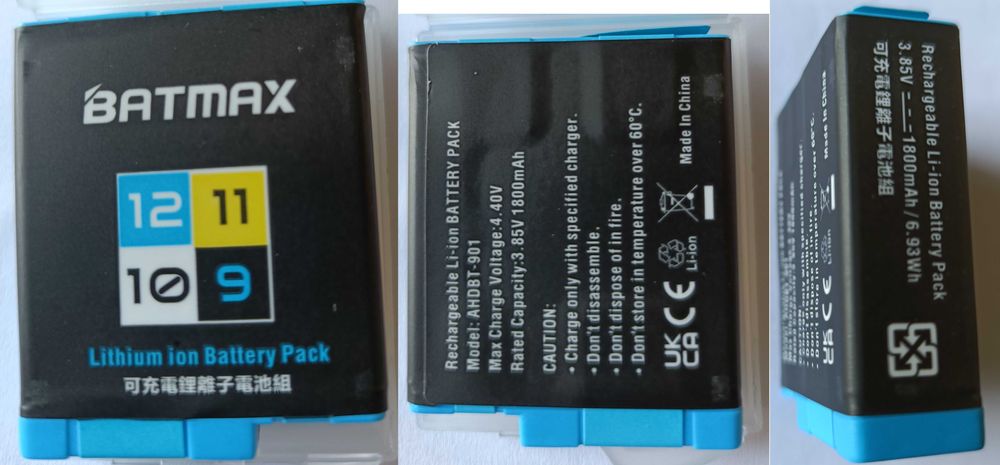 BATMAX
12 11
10 9
Lithium ion Battery Pack
可充電鋰離子電池組
Rechargeable Li-ion BATTERY PACK
Model: AHDBT-901
Max Charge Voltage:4.40V
Rated Capacity:3.85V 1800mAh
CAUTION:
• Charge only with specified charger.
• Don't disassemble.
• Don't dispose of in fire.
• Don't store in temperature over 60°C.
UK
CA CE Li-ion Made In China
Rechargeable Li-ion Battery Pack
3.85V ⎓ 1800mAh / 6.93Wh
可充電鋰離子電池組
Made In China